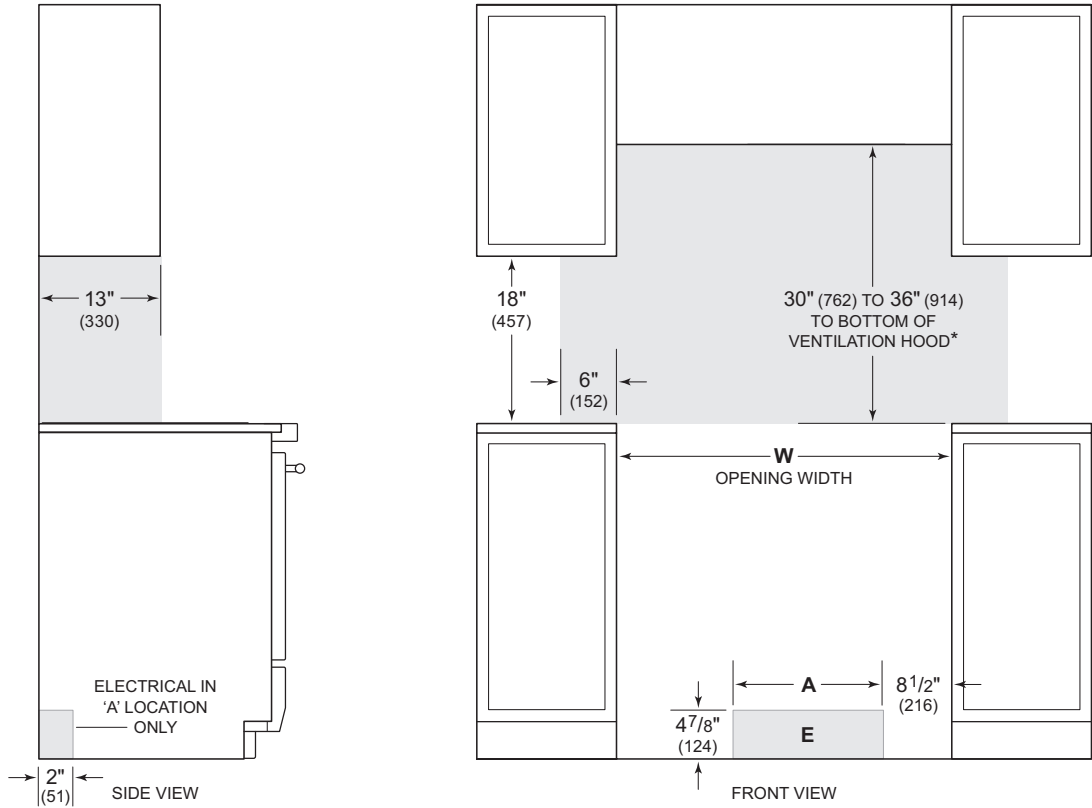 13"
(330)
ELECTRICAL IN
‘A’ LOCATION
ONLY
2"
(51)
SIDE VIEW
18"
(457)
30" (762) TO 36" (914)
TO BOTTOM OF
VENTILATION HOOD*
6"
(152)
W
OPENING WIDTH
A
8 1/2"
(216)
4 7/8"
(124)
E
FRONT VIEW